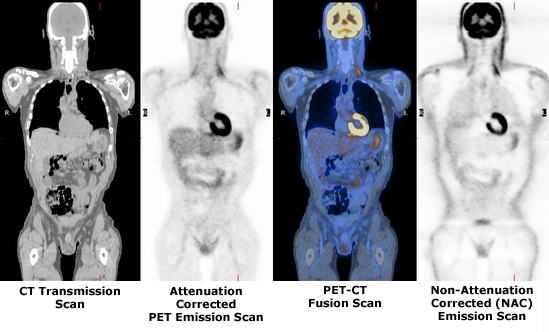 R
L
CT Transmission
Scan
Attenuation
Corrected
PET Emission Scan
R
L
PET-CT
Fusion Scan
Non-Attenuation
Corrected (NAC)
Emission Scan